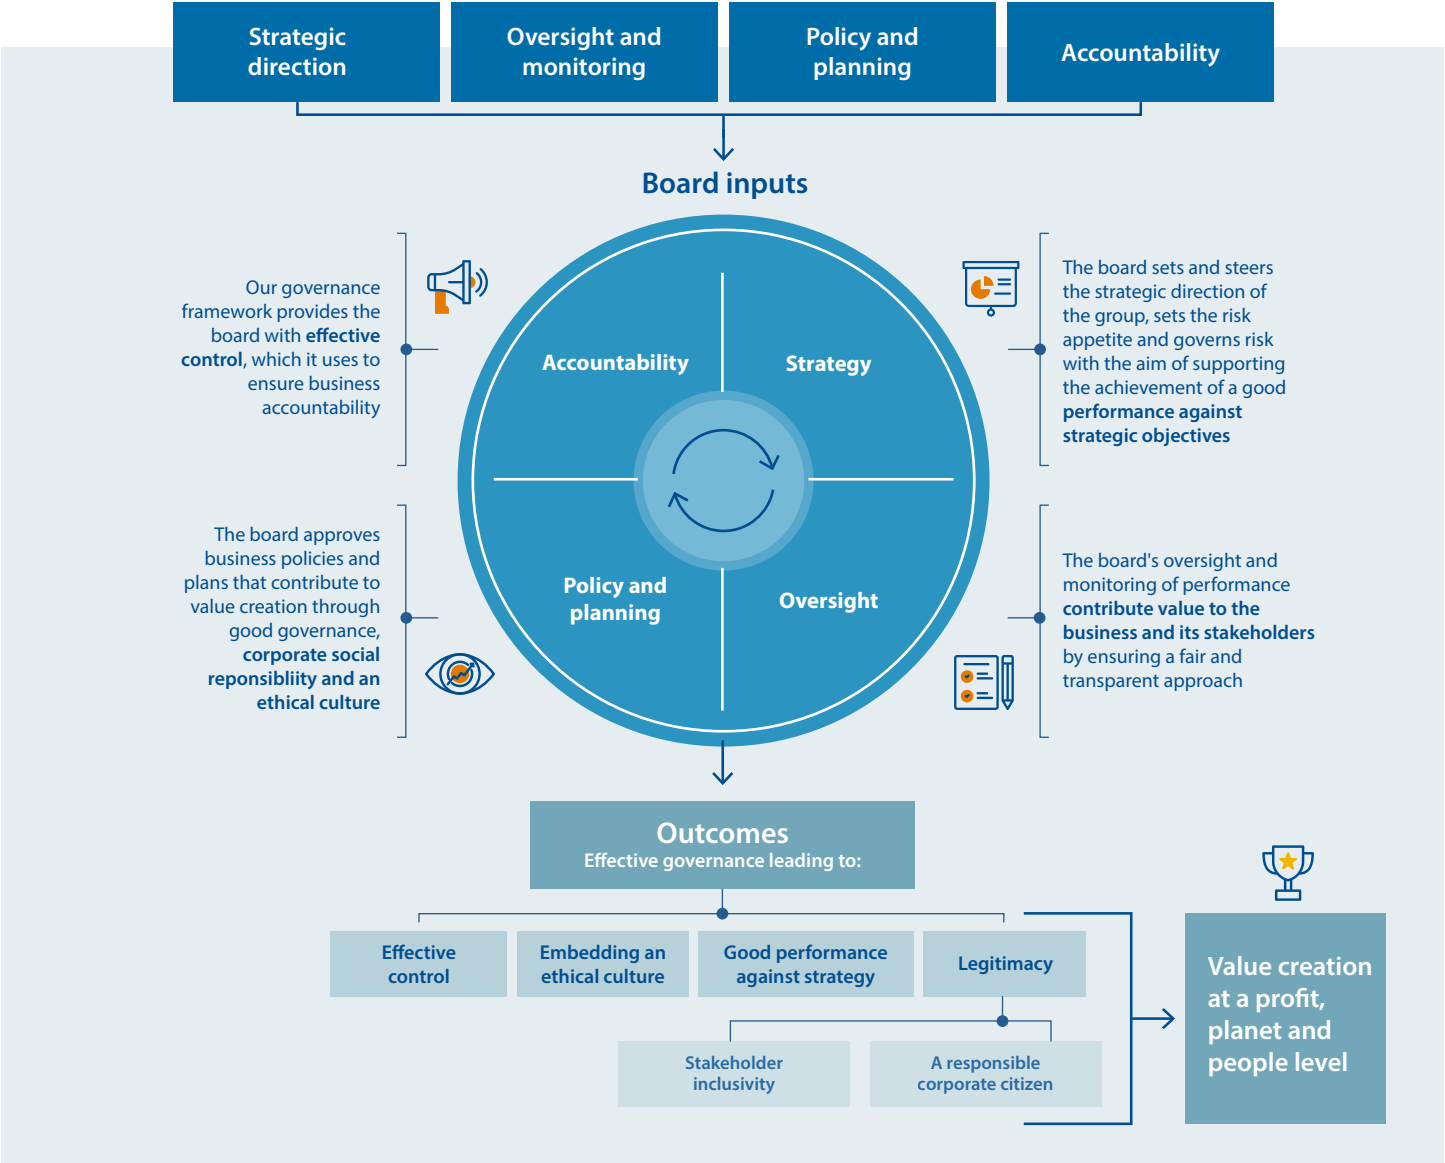 Strategic
direction
Oversight and
monitoring
Policy and
planning
Accountability
Board inputs
Our governance
framework provides the
board with effective
control, which it uses to
ensure business
accountability
The board sets and steers
the strategic direction of
the group, sets the risk
appetite and governs risk
with the aim of supporting
the achievement of a good
performance against
strategic objectives
Accountability
Strategy
Policy and
planning
Oversight
The board approves
business policies and
plans that contribute to
value creation through
good governance,
corporate social
reponsibliity and an
ethical culture
The board's oversight and
monitoring of performance
contribute value to the
business and its stakeholders
by ensuring a fair and
transparent approach
Outcomes
Effective governance leading to:
Effective
control
Embedding an
ethical culture
Good performance
against strategy
Legitimacy
Stakeholder
inclusivity
A responsible
corporate citizen
Value creation
at a profit,
planet and
people level